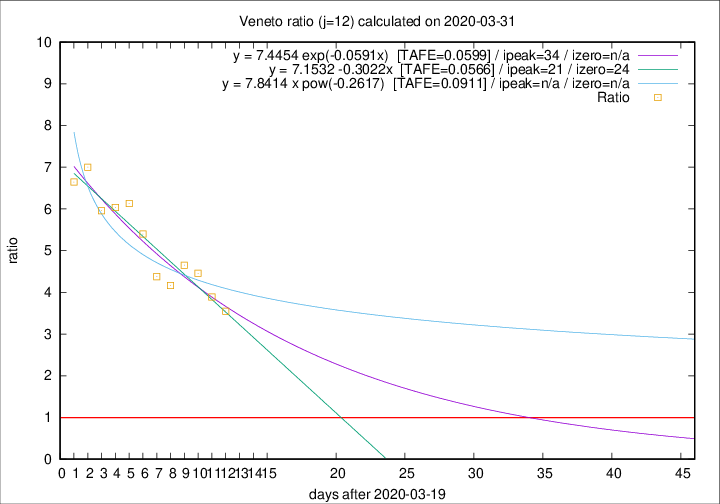 Veneto ratio (j=12) calculated on 2020-03-31
y = 7.4454 exp(-0.0591x) [TAFE=0.0599] / ipeak=34 / izero=n/a
y = 7.1532 -0.3022x [TAFE=0.0566] / ipeak=21 / izero=24
y = 7.8414 x pow(-0.2617) [TAFE=0.0911] / ipeak=n/a / izero=n/a
Ratio
10
9
8
7
6
5
4
3
2
1
0
ratio
0 1 2 3 4 5 6 7 8 9 10 11 12 13 14 15 20 25 30 35 40 45
days after 2020-03-19